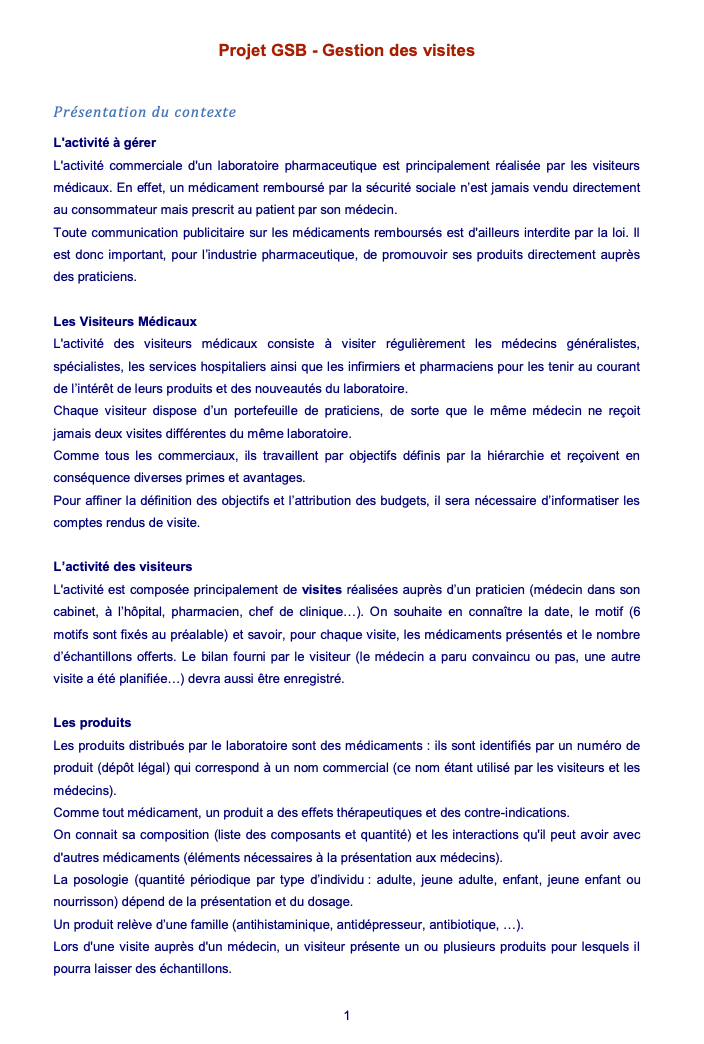 Projet GSB - Gestion des visites
Présentation du contexte
L'activité à gérer
L'activité commerciale d'un laboratoire pharmaceutique est principalement réalisée par les visiteurs
médicaux. En effet, un médicament remboursé par la sécurité sociale n’est jamais vendu directement
au consommateur mais prescrit au patient par son médecin.
Toute communication publicitaire sur les médicaments remboursés est d'ailleurs interdite par la loi. Il
est donc important, pour l’industrie pharmaceutique, de promouvoir ses produits directement auprès
des praticiens.
Les Visiteurs Médicaux
L'activité des visiteurs médicaux consiste à visiter régulièrement les médecins généralistes,
spécialistes, les services hospitaliers ainsi que les infirmiers et pharmaciens pour les tenir au courant
de l’intérêt de leurs produits et des nouveautés du laboratoire.
Chaque visiteur dispose d’un portefeuille de praticiens, de sorte que le même médecin ne reçoit
jamais deux visites différentes du même laboratoire.
Comme tous les commerciaux, ils travaillent par objectifs définis par la hiérarchie et reçoivent en
conséquence diverses primes et avantages.
Pour affiner la définition des objectifs et l’attribution des budgets, il sera nécessaire d’informatiser les
comptes rendus de visite.
L’activité des visiteurs
L'activité est composée principalement de visites réalisées auprès d’un praticien (médecin dans son
cabinet, à l’hôpital, pharmacien, chef de clinique…). On souhaite en connaître la date, le motif (6
motifs sont fixés au préalable) et savoir, pour chaque visite, les médicaments présentés et le nombre
d’échantillons offerts. Le bilan fourni par le visiteur (le médecin a paru convaincu ou pas, une autre
visite a été planifiée…) devra aussi être enregistré.
Les produits
Les produits distribués par le laboratoire sont des médicaments : ils sont identifiés par un numéro de
produit (dépôt légal) qui correspond à un nom commercial (ce nom étant utilisé par les visiteurs et les
médecins).
Comme tout médicament, un produit a des effets thérapeutiques et des contre-indications.
On connait sa composition (liste des composants et quantité) et les interactions qu'il peut avoir avec
d'autres médicaments (éléments nécessaires à la présentation aux médecins).
La posologie (quantité périodique par type d’individu : adulte, jeune adulte, enfant, jeune enfant ou
nourrisson) dépend de la présentation et du dosage.
Un produit relève d’une famille (antihistaminique, antidépresseur, antibiotique, …).
Lors d'une visite auprès d'un médecin, un visiteur présente un ou plusieurs produits pour lesquels il
pourra laisser des échantillons.
1